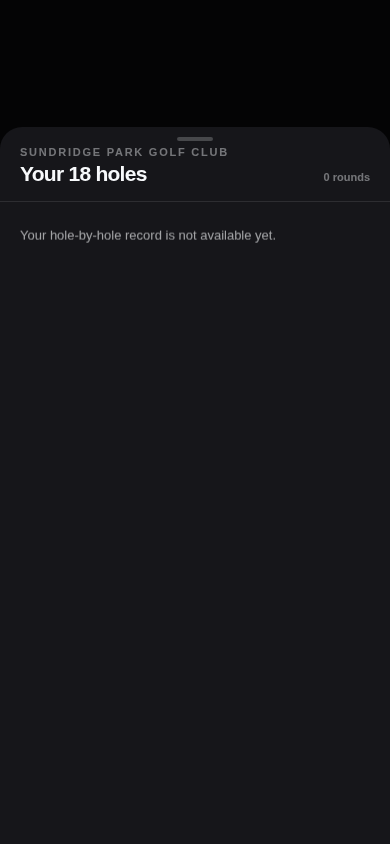 SUNDRIDGE PARK GOLF CLUB
Your 18 holes
0 rounds
Your hole-by-hole record is not available yet.